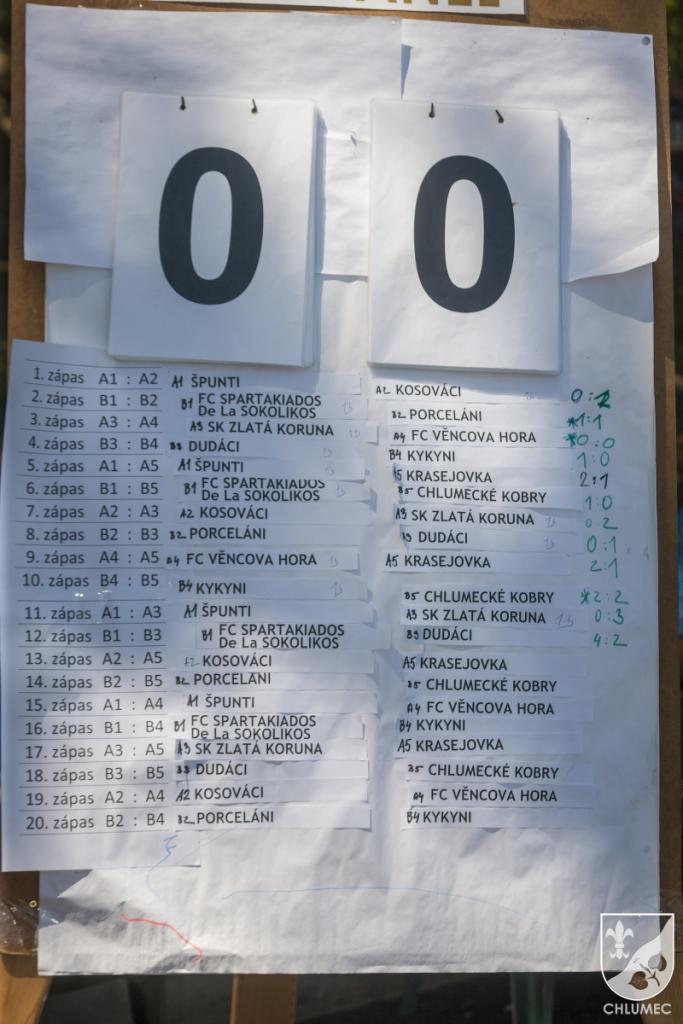 0 0
1. zápas A1 : A2 A1 ŠPUNTI A2 KOSOVÁCI 0:2
2. zápas B1 : B2 B1 FC SPARTAKIADOS
De La SOKOLIKOS B2 PORCELÁNI *1:1
3. zápas A3 : A4 A3 SK ZLATÁ KORUNA A4 FC VĚNCOVA HORA *0:0
4. zápas B3 : B4 B3 DUDÁCI B4 KYKYNI 1:0
5. zápas A1 : A5 A1 ŠPUNTI A5 KRASEJOVKA 2:1
6. zápas B1 : B5 B1 FC SPARTAKIADOS
De La SOKOLIKOS B5 CHLUMECKÉ KOBRY 1:0
7. zápas A2 : A3 A2 KOSOVÁCI A3 SK ZLATÁ KORUNA 0 2
8. zápas B2 : B3 B2 PORCELÁNI B3 DUDÁCI 0:1
9. zápas A4 : A5 A4 FC VĚNCOVA HORA A5 KRASEJOVKA 2:1
10. zápas B4 : B5 B4 KYKYNI B5 CHLUMECKÉ KOBRY *2:2
11. zápas A1 : A3 A1 ŠPUNTI A3 SK ZLATÁ KORUNA 0:3
12. zápas B1 : B3 B1 FC SPARTAKIADOS
De La SOKOLIKOS B3 DUDÁCI 4:2
13. zápas A2 : A5 A2 KOSOVÁCI A5 KRASEJOVKA
14. zápas B2 : B5 B2 PORCELÁNI B5 CHLUMECKÉ KOBRY
15. zápas A1 : A4 A1 ŠPUNTI A4 FC VĚNCOVA HORA
16. zápas B1 : B4 B1 FC SPARTAKIADOS
De La SOKOLIKOS B4 KYKYNI
17. zápas A3 : A5 A3 SK ZLATÁ KORUNA A5 KRASEJOVKA
18. zápas B3 : B5 B3 DUDÁCI B5 CHLUMECKÉ KOBRY
19. zápas A2 : A4 A2 KOSOVÁCI A4 FC VĚNCOVA HORA
20. zápas B2 : B4 B2 PORCELÁNI B4 KYKYNI
CHLUMEC